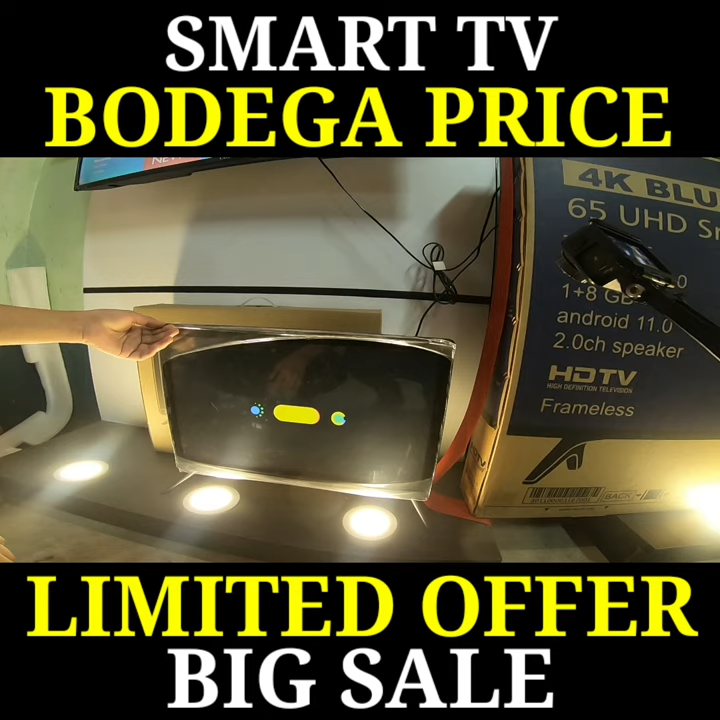 SMART TV
BODEGA PRICE
4K BLU
65 UHD Sm
1+8 GB
android 11.0
2.0ch speaker
HDTV
HIGH DEFINITION TELEVISION
Frameless
BACK
LIMITED OFFER
BIG SALE